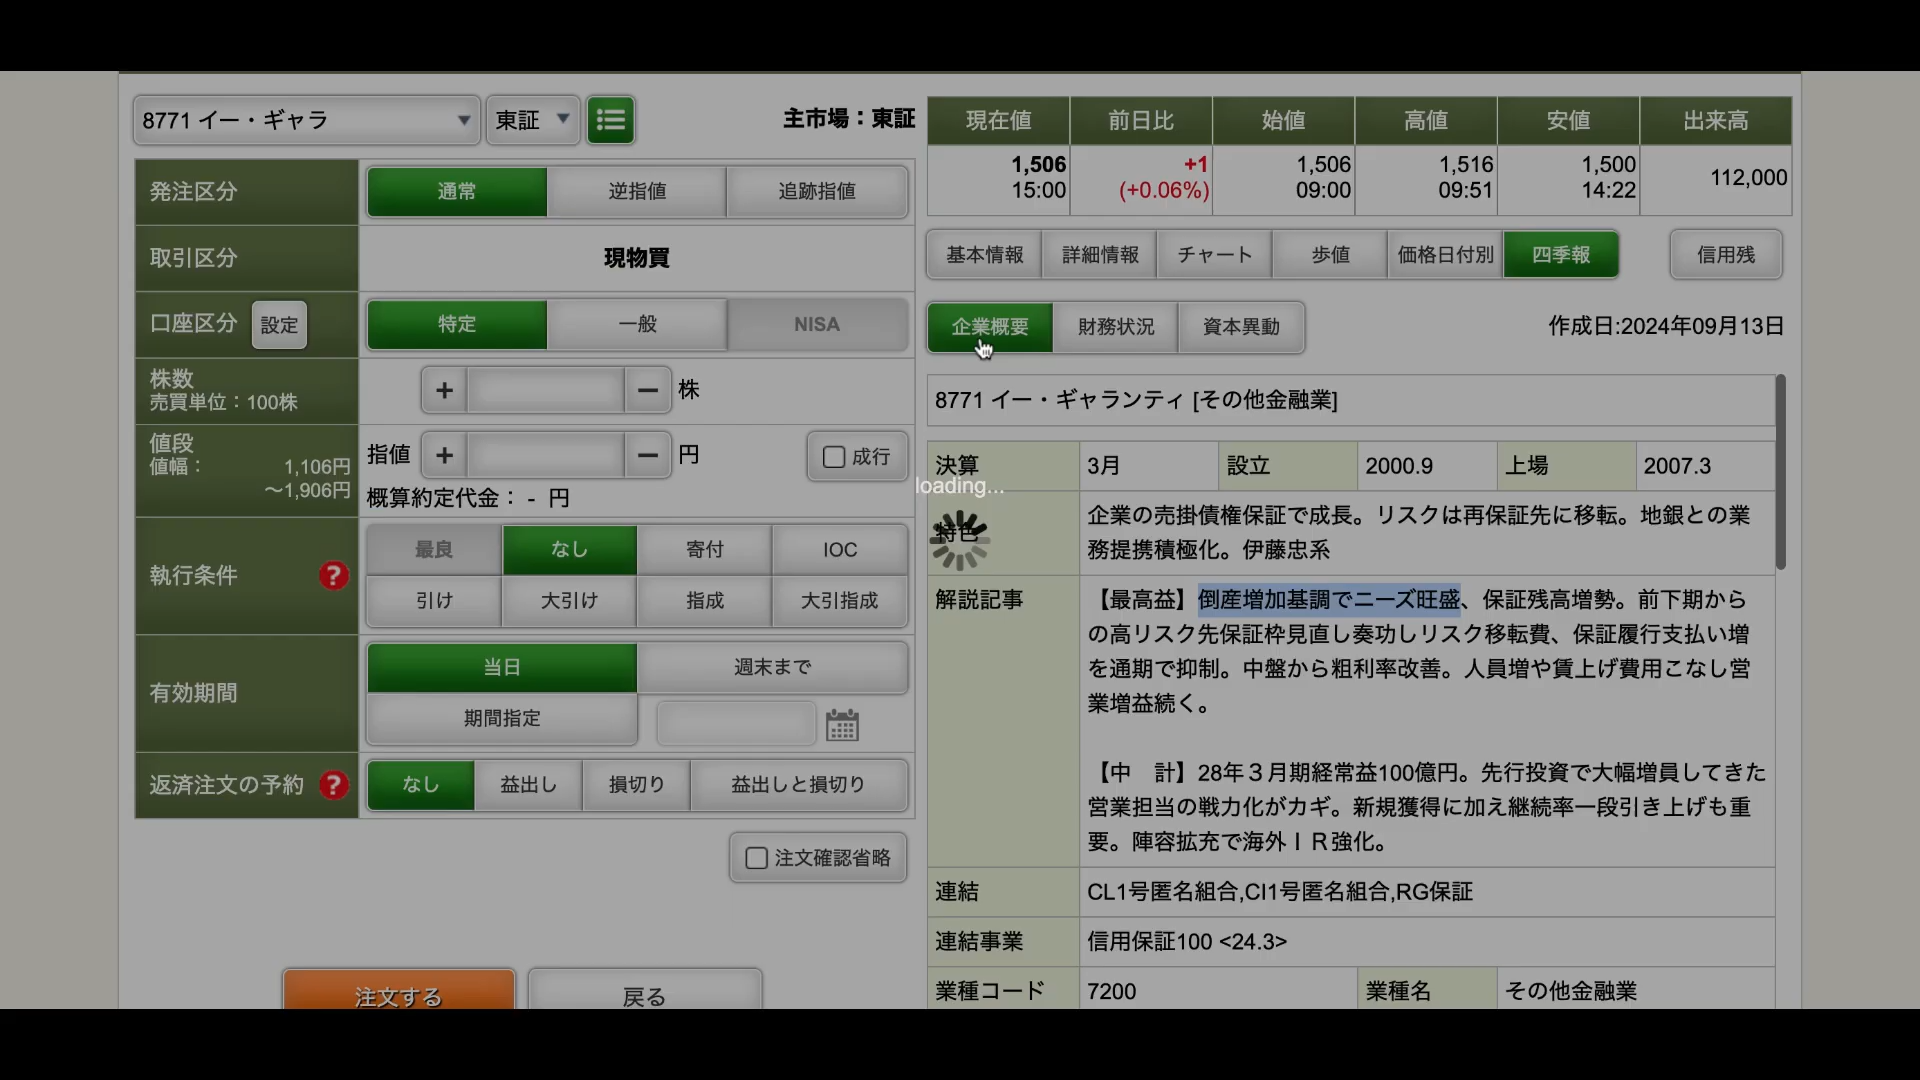 8771 イー・ギャラ
東証
主市場：東証
発注区分
通常
逆指値
追跡指値
取引区分
現物買
口座区分
設定
特定
一般
NISA
株数
売買単位：100株
+
−
株
値段
値幅：
1,106円
〜1,906円
指値
+
−
円
成行
概算約定代金： - 円
執行条件
?
最良
なし
寄付
IOC
引け
大引け
指成
大引指成
有効期間
当日
週末まで
期間指定
返済注文の予約
?
なし
益出し
損切り
益出しと損切り
注文確認省略
注文する
戻る
現在値
前日比
始値
高値
安値
出来高
1,506
+1
1,506
1,516
1,500
112,000
15:00
(+0.06%)
09:00
09:51
14:22
基本情報
詳細情報
チャート
歩値
価格日付別
四季報
信用残
企業概要
財務状況
資本異動
作成日:2024年09月13日
8771 イー・ギャランティ [その他金融業]
決算
3月
設立
2000.9
上場
2007.3
loading...
特色
企業の売掛債権保証で成長。リスクは再保証先に移転。地銀との業
務提携積極化。伊藤忠系
解説記事
【最高益】倒産増加基調でニーズ旺盛、保証残高増勢。前下期から
の高リスク先保証枠見直し奏功しリスク移転費、保証履行支払い増
を通期で抑制。中盤から粗利率改善。人員増や賃上げ費用こなし営
業増益続く。
【中　計】28年３月期経常益100億円。先行投資で大幅増員してきた
営業担当の戦力化がカギ。新規獲得に加え継続率一段引き上げも重
要。陣容拡充で海外ＩＲ強化。
連結
CL1号匿名組合,CI1号匿名組合,RG保証
連結事業
信用保証100 <24.3>
業種コード
7200
業種名
その他金融業